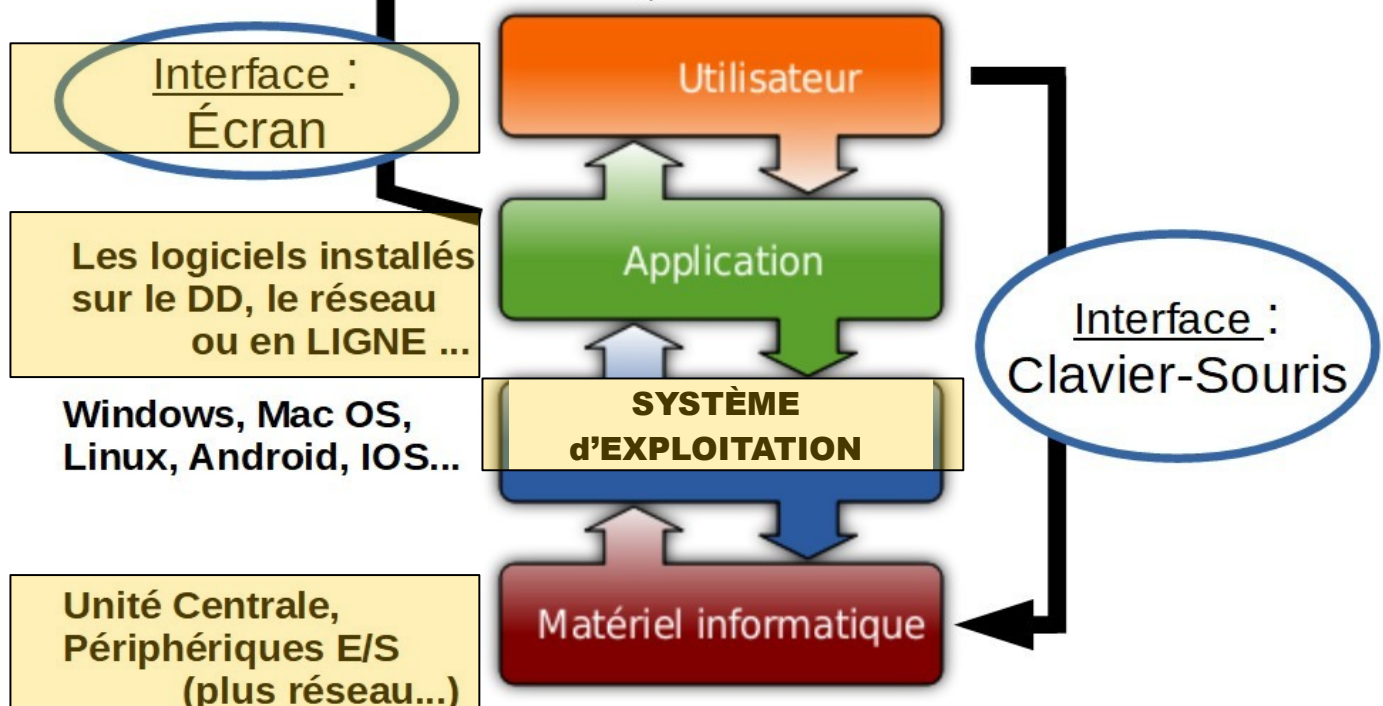 Utilisateur
Interface :
Écran
Application
Les logiciels installés
sur le DD, le réseau
ou en LIGNE ...
Interface :
Clavier-Souris
SYSTÈME
d’EXPLOITATION
Windows, Mac OS,
Linux, Android, IOS...
Matériel informatique
Unité Centrale,
Périphériques E/S
(plus réseau...)